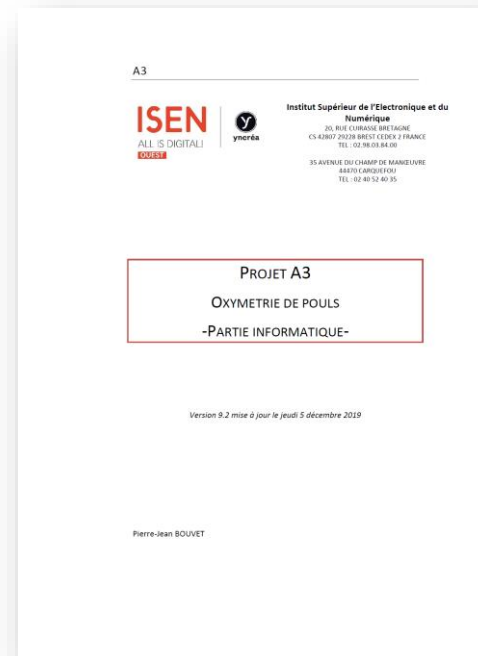 A3
ISEN
ALL IS DIGITAL!
OUEST
yncréa
Institut Supérieur de l'Electronique et du
Numérique
20, RUE CUIRASSE BRETAGNE
CS 42807 29228 BREST CEDEX 2 FRANCE
TEL : 02.98.03.84.00
35 AVENUE DU CHAMP DE MANŒUVRE
44470 CARQUEFOU
TEL : 02 40 52 40 35
PROJET A3
OXYMETRIE DE POULS
-PARTIE INFORMATIQUE-
Version 9.2 mise à jour le jeudi 5 décembre 2019
Pierre-Jean BOUVET